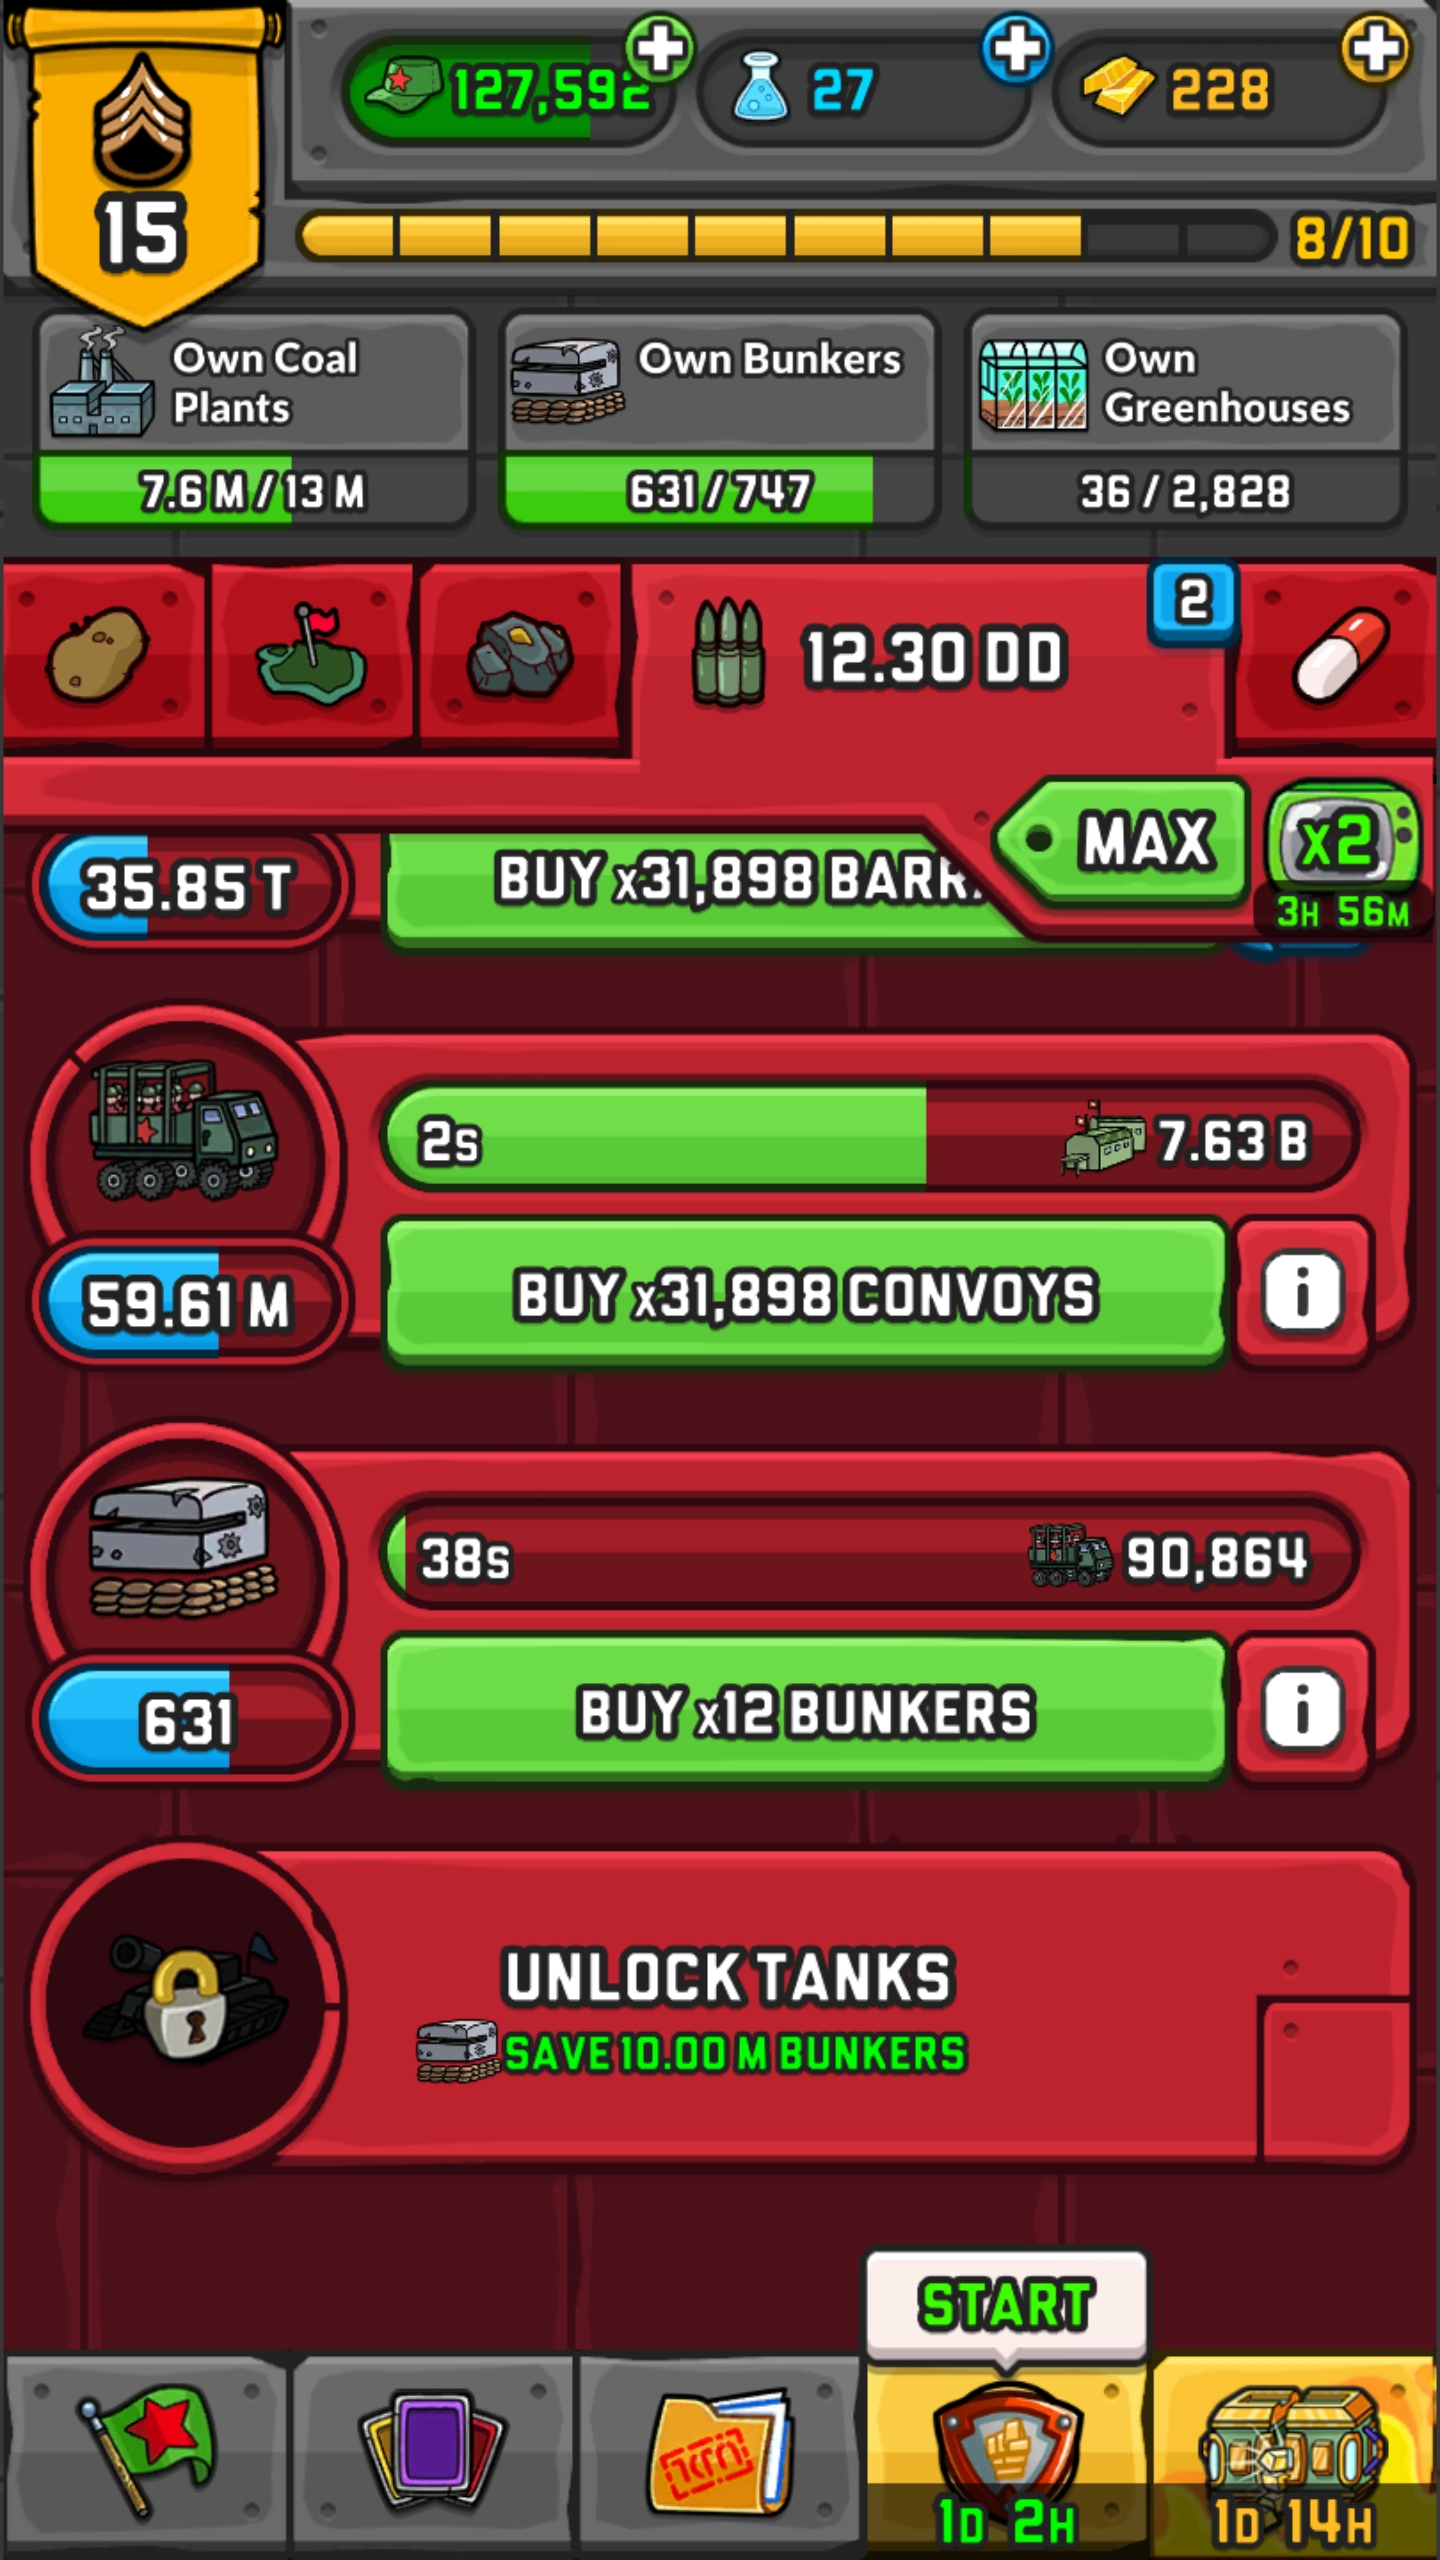 127,592
27
228
15
8/10
Own Coal
Plants
7.6 M / 13 M
Own Bunkers
631 / 747
Own
Greenhouses
36 / 2,828
12.30 DD
2
MAX
x2
3H 56M
35.85 T
BUY x31,898 BARR
2s
7.63 B
59.61 M
BUY x31,898 CONVOYS
i
38s
90,864
631
BUY x12 BUNKERS
i
UNLOCK TANKS
SAVE 10.00 M BUNKERS
START
1D 2H
1D 14H